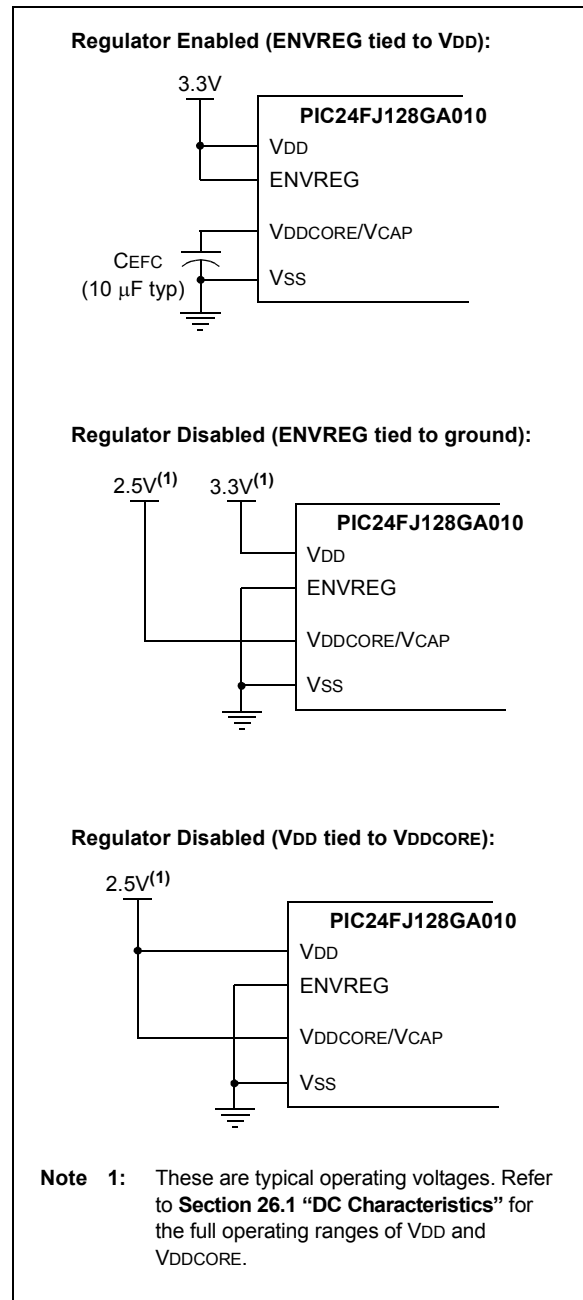 Regulator Enabled (ENVREG tied to VDD):
3.3V
PIC24FJ128GA010
VDD
ENVREG
VDDCORE/VCAP
CEFC
(10 μF typ)
VSS
Regulator Disabled (ENVREG tied to ground):
2.5V(1) 3.3V(1)
PIC24FJ128GA010
VDD
ENVREG
VDDCORE/VCAP
VSS
Regulator Disabled (VDD tied to VDDCORE):
2.5V(1)
PIC24FJ128GA010
VDD
ENVREG
VDDCORE/VCAP
VSS
Note 1: These are typical operating voltages. Refer
to Section 26.1 “DC Characteristics” for
the full operating ranges of VDD and
VDDCORE.